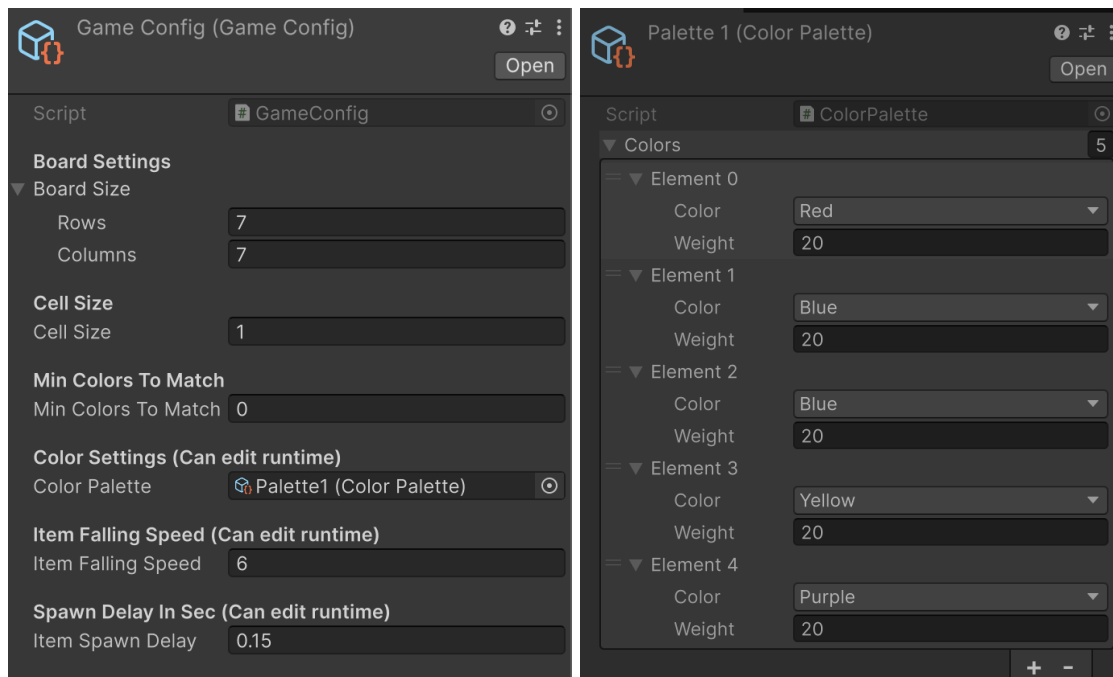 Game Config (Game Config)
Open
Script # GameConfig
Board Settings
Board Size
Rows 7
Columns 7
Cell Size
Cell Size 1
Min Colors To Match
Min Colors To Match 0
Color Settings (Can edit runtime)
Color Palette Palette1 (Color Palette)
Item Falling Speed (Can edit runtime)
Item Falling Speed 6
Spawn Delay In Sec (Can edit runtime)
Item Spawn Delay 0.15
Palette 1 (Color Palette)
Open
Script # ColorPalette
Colors 5
Element 0
Color Red
Weight 20
Element 1
Color Blue
Weight 20
Element 2
Color Blue
Weight 20
Element 3
Color Yellow
Weight 20
Element 4
Color Purple
Weight 20
+ -